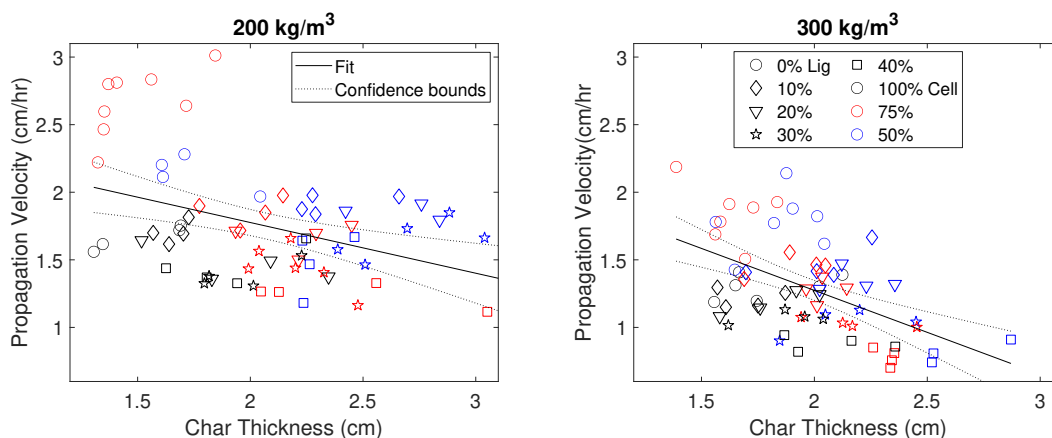 200 kg/m³
Propagation Velocity (cm/hr)
3
2.5
2
1.5
1
Fit
Confidence bounds
1.5
2
2.5
3
Char Thickness (cm)
300 kg/m³
Propagation Velocity(cm/hr)
3
2.5
2
1.5
1
0% Lig
10%
20%
30%
40%
100% Cell
75%
50%
1.5
2
2.5
3
Char Thickness (cm)